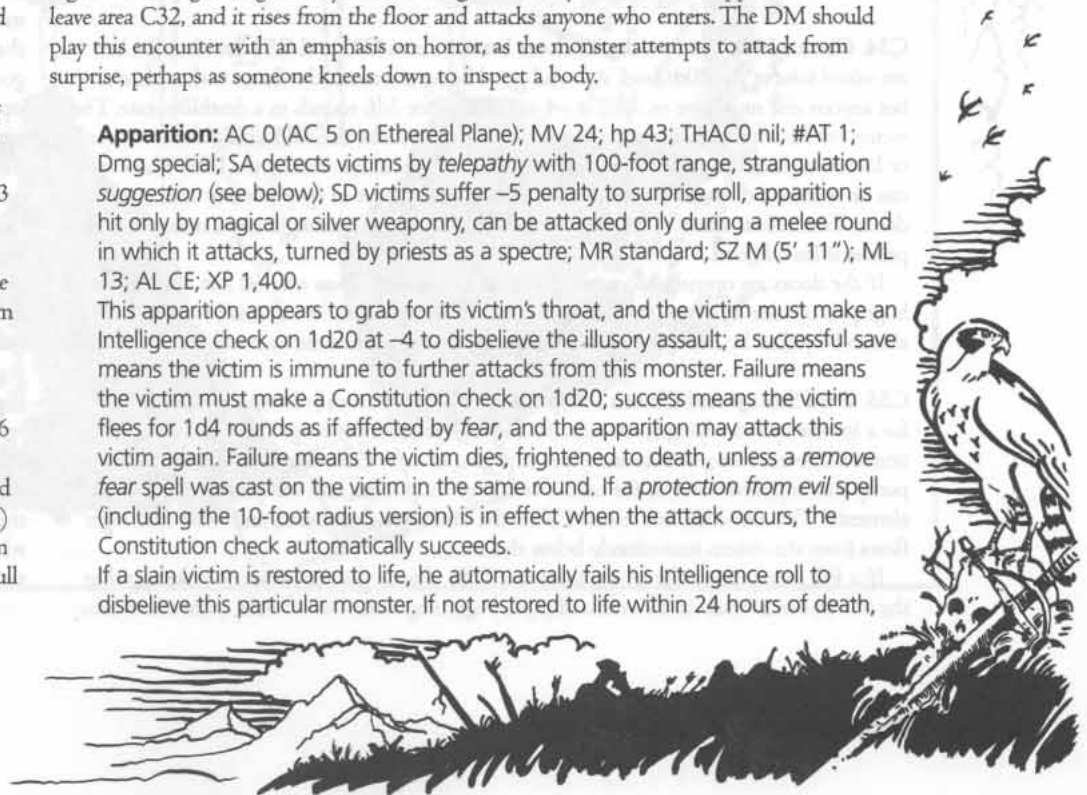 leave area C32, and it rises from the floor and attacks anyone who enters. The DM should
play this encounter with an emphasis on horror, as the monster attempts to attack from
surprise, perhaps as someone kneels down to inspect a body.
Apparition: AC 0 (AC 5 on Ethereal Plane); MV 24; hp 43; THAC0 nil; #AT 1;
Dmg special; SA detects victims by telepathy with 100-foot range, strangulation
suggestion (see below); SD victims suffer –5 penalty to surprise roll, apparition is
hit only by magical or silver weaponry, can be attacked only during a melee round
in which it attacks, turned by priests as a spectre; MR standard; SZ M (5' 11"); ML
13; AL CE; XP 1,400.
This apparition appears to grab for its victim's throat, and the victim must make an
Intelligence check on 1d20 at –4 to disbelieve the illusory assault; a successful save
means the victim is immune to further attacks from this monster. Failure means
the victim must make a Constitution check on 1d20; success means the victim
flees for 1d4 rounds as if affected by fear, and the apparition may attack this
victim again. Failure means the victim dies, frightened to death, unless a remove
fear spell was cast on the victim in the same round. If a protection from evil spell
(including the 10-foot radius version) is in effect when the attack occurs, the
Constitution check automatically succeeds.
If a slain victim is restored to life, he automatically fails his Intelligence roll to
disbelieve this particular monster. If not restored to life within 24 hours of death,